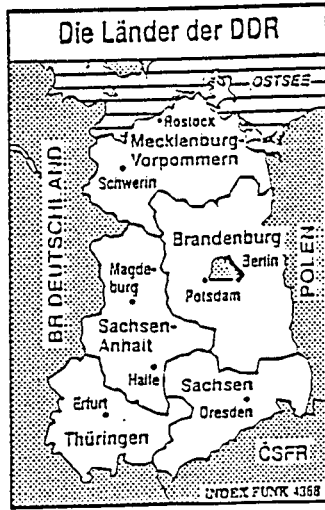 Die Länder der DDR
OSTSEE
Rostock
Mecklenburg-
Vorpommern
Schwerin
BR DEUTSCHLAND
Brandenburg
Berlin
Potsdam
POLEN
Magde-
burg
Sachsen-
Anhalt
Halle
Sachsen
Dresden
Erfurt
Thüringen
ČSFR
INDEX FUNK 4368